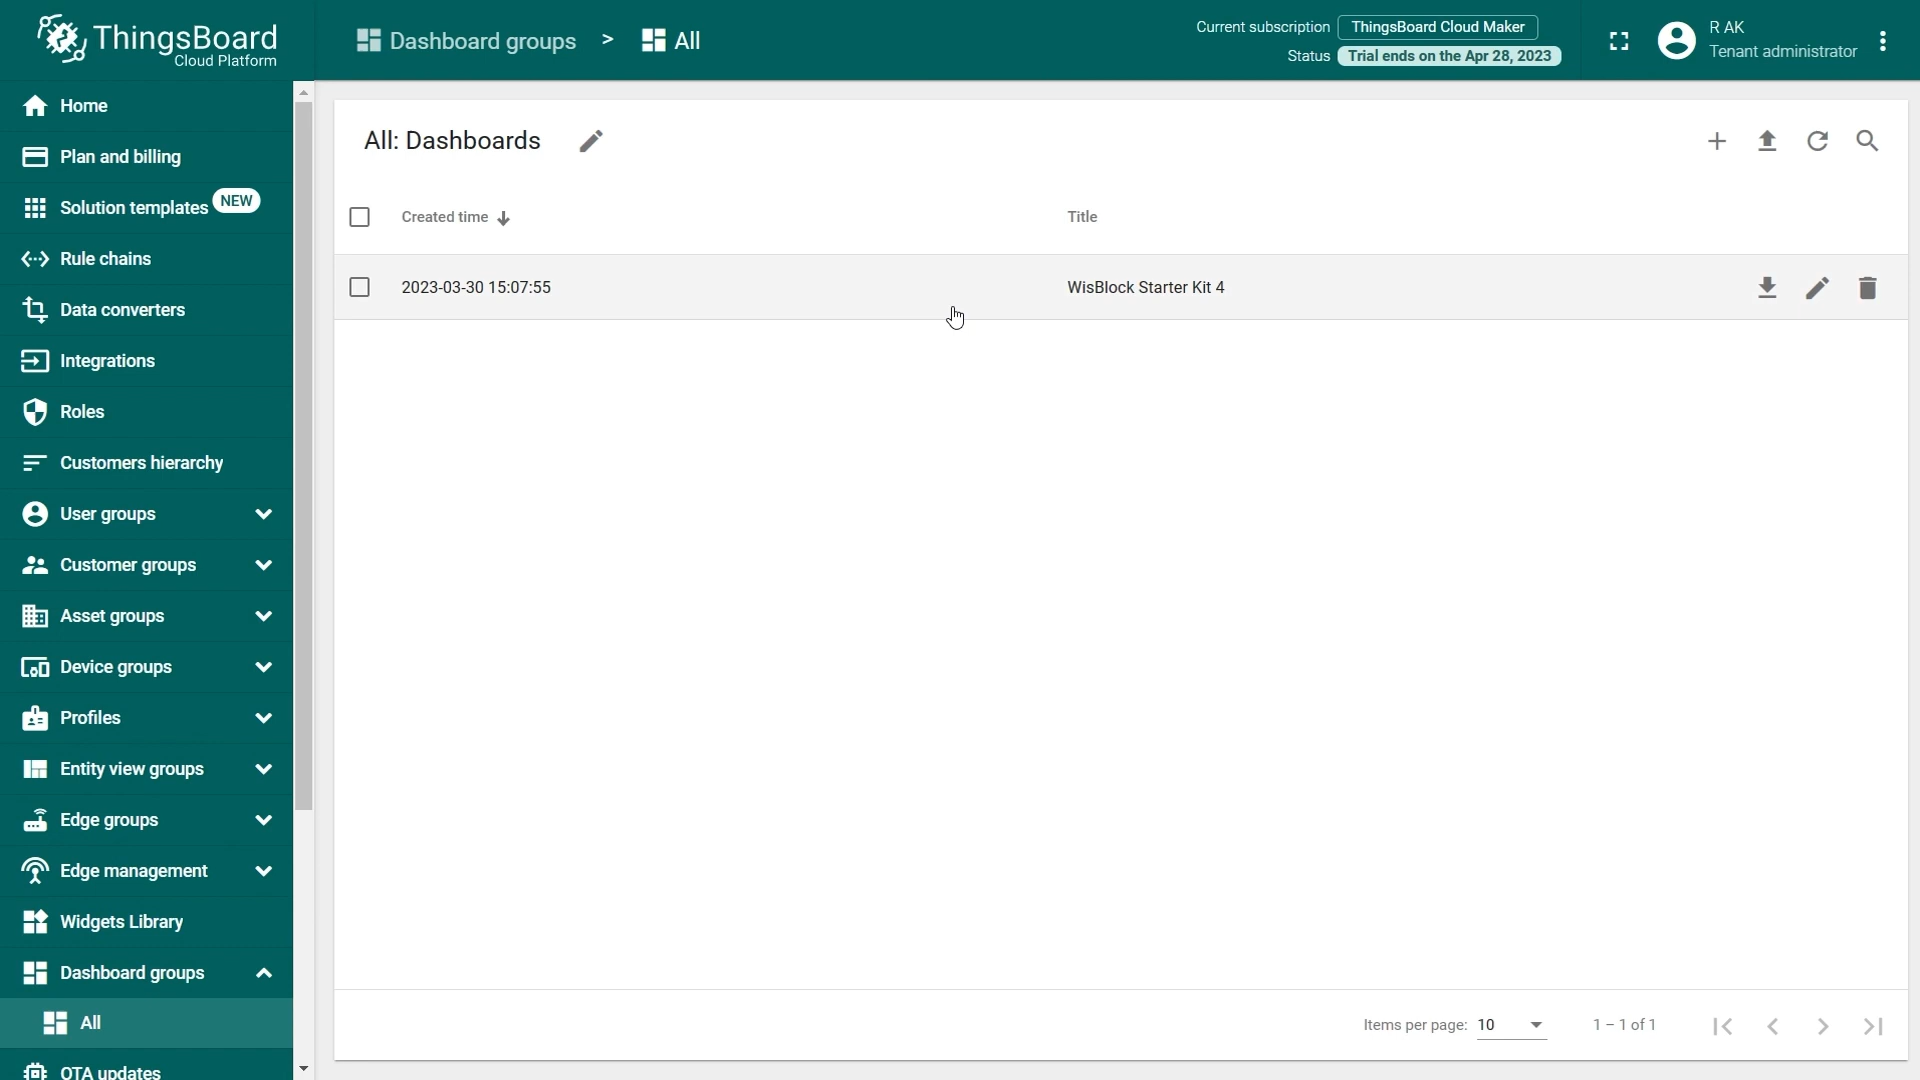 ThingsBoard
Cloud Platform
Dashboard groups > All
Current subscription ThingsBoard Cloud Maker
Status Trial ends on the Apr 28, 2023
R AK
Tenant administrator
Home
Plan and billing
Solution templates NEW
Rule chains
Data converters
Integrations
Roles
Customers hierarchy
User groups
Customer groups
Asset groups
Device groups
Profiles
Entity view groups
Edge groups
Edge management
Widgets Library
Dashboard groups
All
OTA updates
All: Dashboards
Created time Title
2023-03-30 15:07:55 WisBlock Starter Kit 4
Items per page: 10 1 – 1 of 1